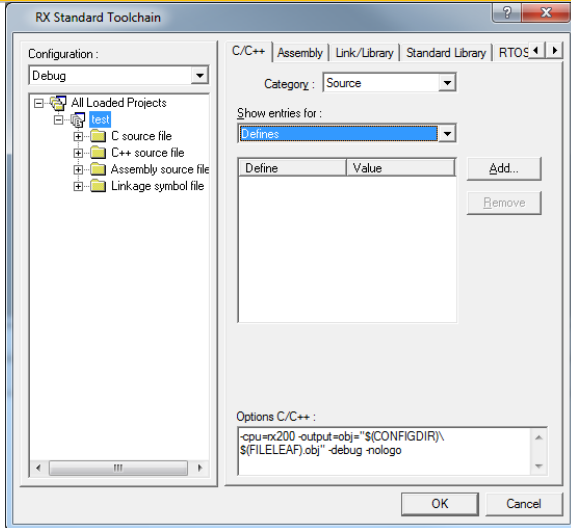 RX Standard Toolchain
Configuration :
Debug
All Loaded Projects
test
C source file
C++ source file
Assembly source file
Linkage symbol file
C/C++ Assembly Link/Library Standard Library RTOS
Category : Source
Show entries for :
Defines
Define Value
Add...
Remove
Options C/C++ :
-cpu=rx200 -output=obj="$(CONFIGDIR)\
$(FILELEAF).obj" -debug -nologo
OK Cancel